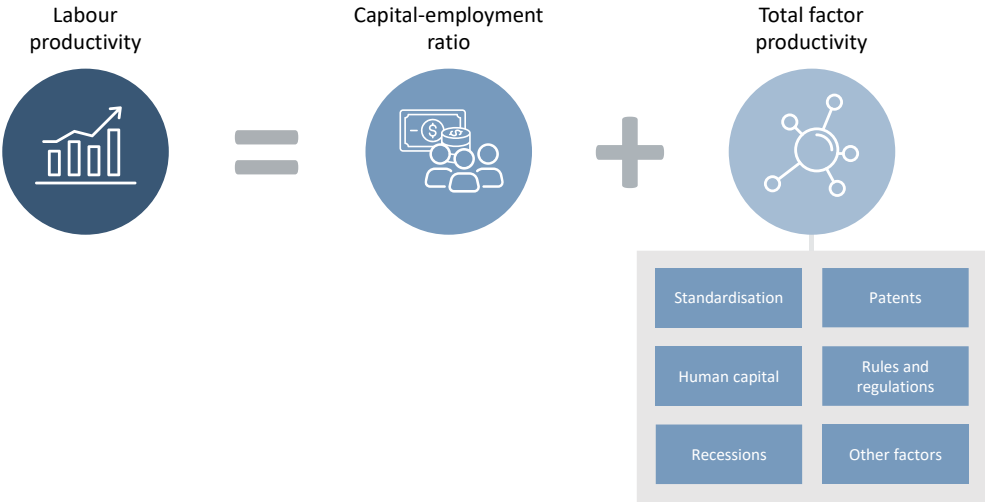 Labour
productivity
Capital-employment
ratio
Total factor
productivity
- $
$
Standardisation
Patents
Human capital
Rules and
regulations
Recessions
Other factors